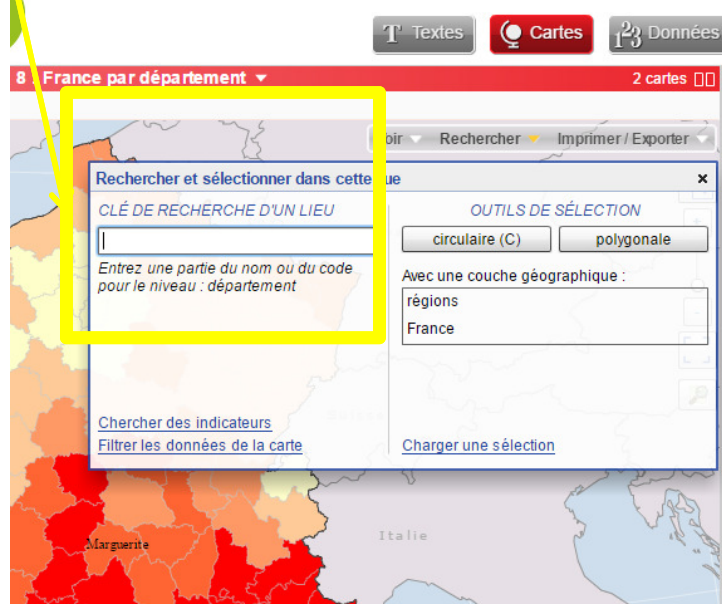 T Textes
Cartes
123 Données
8 France par département
2 cartes
oir
Rechercher
Imprimer / Exporter
Rechercher et sélectionner dans cette ue
x
CLÉ DE RECHERCHE D'UN LIEU
OUTILS DE SÉLECTION
circulaire (C)
polygonale
Entrez une partie du nom ou du code
pour le niveau : département
Avec une couche géographique :
régions
France
Chercher des indicateurs
Filtrer les données de la carte
Charger une sélection
Italie
Marguerite